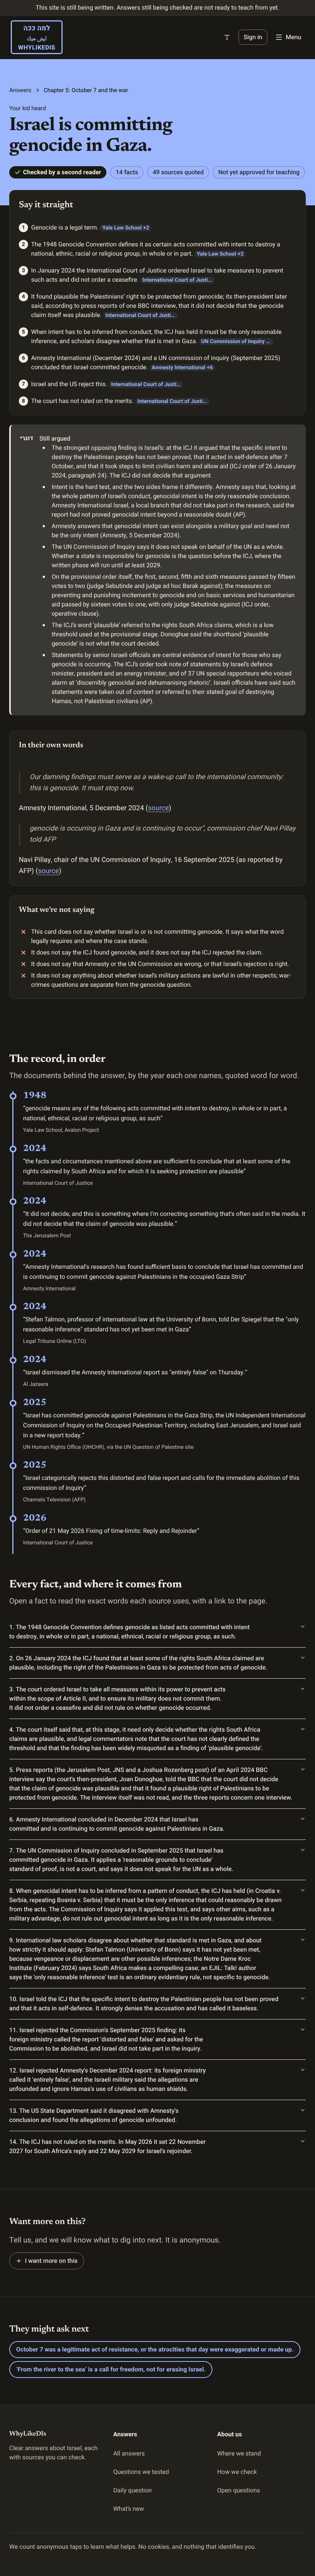 This site is still being written. Answers still being checked are not ready to teach from yet.
למה ככה
ليش هيك
WHYLIKEDIS
Sign in
Menu
Answers > Chapter 5: October 7 and the war
Your kid heard
Israel is committing
genocide in Gaza.
Checked by a second reader
14 facts
49 sources quoted
Not yet approved for teaching
Say it straight
1 Genocide is a legal term. Yale Law School +2
2 The 1948 Genocide Convention defines it as certain acts committed with intent to destroy a
national, ethnic, racial or religious group, in whole or in part. Yale Law School +2
3 In January 2024 the International Court of Justice ordered Israel to take measures to prevent
such acts and did not order a ceasefire. International Court of Justi…
4 It found plausible the Palestinians' right to be protected from genocide; its then-president later
said, according to press reports of one BBC interview, that it did not decide that the genocide
claim itself was plausible. International Court of Justi…
5 When intent has to be inferred from conduct, the ICJ has held it must be the only reasonable
inference, and scholars disagree whether that is met in Gaza. UN Commission of Inquiry …
6 Amnesty International (December 2024) and a UN commission of inquiry (September 2025)
concluded that Israel committed genocide. Amnesty International +6
7 Israel and the US reject this. International Court of Justi…
8 The court has not ruled on the merits. International Court of Justi…
Still argued
The strongest opposing finding is Israel's: at the ICJ it argued that the specific intent to
destroy the Palestinian people has not been proved, that it acted in self-defence after 7
October, and that it took steps to limit civilian harm and allow aid (ICJ order of 26 January
2024, paragraph 24). The ICJ did not decide that argument.
Intent is the hard test, and the two sides argue about it. Amnesty says that, looking at the
whole pattern of Israel's conduct, genocidal intent is the only reasonable conclusion.
Amnesty International Israel, a local branch that did not take part in the research, said the
report had not proved genocidal intent beyond a reasonable doubt (AP).
Amnesty answers that genocidal intent can exist alongside a military goal and need not
be the only intent (Amnesty, 5 December 2024).
The UN Commission of Inquiry says it does not speak on behalf of the UN as a whole.
Whether a state is responsible for genocide is the question before the ICJ, where the
written phase will run until at least 2029.
On the provisional order itself, the first, second, fifth and sixth measures passed by fifteen
votes to two (judge Sebutinde and judge ad hoc Barak against); the measures on
preventing and punishing incitement to genocide and on basic services and humanitarian
aid passed by sixteen votes to one, with only judge Sebutinde against (ICJ order,
operative clause).
The ICJ's word 'plausible' referred to the rights South Africa claims, which is a low
threshold used at the provisional stage. Donoghue said the shorthand 'plausible
genocide' is not what the court decided.
Statements by senior Israeli officials are central evidence of intent for those who say
genocide is occurring. The ICJ's order took note of statements by Israel's defence
minister, president and an energy minister, and of 37 UN special rapporteurs who voiced
alarm at 'discernibly genocidal and dehumanising rhetoric'. Israeli officials have said such
statements were taken out of context or referred to their stated goal of destroying
Hamas, not Palestinian civilians (AP).
In their own words
Our damning findings must serve as a wake-up call to the international community:
this is genocide. It must stop now.
Amnesty International, 5 December 2024 (source)
genocide is occurring in Gaza and is continuing to occur", commission chief Navi Pillay
told AFP
Navi Pillay, chair of the UN Commission of Inquiry, 16 September 2025 (as reported by
AFP) (source)
What we're not saying
This card does not say whether Israel is or is not committing genocide. It says what the word
legally requires and where the case stands.
It does not say the ICJ found genocide, and it does not say the ICJ rejected the claim.
It does not say that Amnesty or the UN Commission are wrong, or that Israel's rejection is right.
It does not say anything about whether Israel's military actions are lawful in other respects; war-
crimes questions are separate from the genocide question.
The record, in order
The documents behind the answer, by the year each one names, quoted word for word.
1948
"genocide means any of the following acts committed with intent to destroy, in whole or in part, a
national, ethnical, racial or religious group, as such"
Yale Law School, Avalon Project
2024
"the facts and circumstances mentioned above are sufficient to conclude that at least some of the
rights claimed by South Africa and for which it is seeking protection are plausible"
International Court of Justice
2024
"It did not decide, and this is something where I'm correcting something that's often said in the media. It
did not decide that the claim of genocide was plausible."
The Jerusalem Post
2024
"Amnesty International's research has found sufficient basis to conclude that Israel has committed and
is continuing to commit genocide against Palestinians in the occupied Gaza Strip"
Amnesty International
2024
"Stefan Talmon, professor of international law at the University of Bonn, told Der Spiegel that the "only
reasonable inference" standard has not yet been met in Gaza"
Legal Tribune Online (LTO)
2024
"Israel dismissed the Amnesty International report as "entirely false" on Thursday."
Al Jazeera
2025
"Israel has committed genocide against Palestinians in the Gaza Strip, the UN Independent International
Commission of Inquiry on the Occupied Palestinian Territory, including East Jerusalem, and Israel said
in a new report today."
UN Human Rights Office (OHCHR), via the UN Question of Palestine site
2025
"Israel categorically rejects this distorted and false report and calls for the immediate abolition of this
commission of inquiry"
Channels Television (AFP)
2026
"Order of 21 May 2026 Fixing of time-limits: Reply and Rejoinder"
International Court of Justice
Every fact, and where it comes from
Open a fact to read the exact words each source uses, with a link to the page.
1. The 1948 Genocide Convention defines genocide as listed acts committed with intent
to destroy, in whole or in part, a national, ethnical, racial or religious group, as such.
2. On 26 January 2024 the ICJ found that at least some of the rights South Africa claimed are
plausible, including the right of the Palestinians in Gaza to be protected from acts of genocide.
3. The court ordered Israel to take all measures within its power to prevent acts
within the scope of Article II, and to ensure its military does not commit them.
It did not order a ceasefire and did not rule on whether genocide occurred.
4. The court itself said that, at this stage, it need only decide whether the rights South Africa
claims are plausible, and legal commentators note that the court has not clearly defined the
threshold and that the finding has been widely misquoted as a finding of 'plausible genocide'.
5. Press reports (the Jerusalem Post, JNS and a Joshua Rozenberg post) of an April 2024 BBC
interview say the court's then-president, Joan Donoghue, told the BBC that the court did not decide
that the claim of genocide was plausible and that it found a plausible right of Palestinians to be
protected from genocide. The interview itself was not read, and the three reports concern one interview.
6. Amnesty International concluded in December 2024 that Israel has
committed and is continuing to commit genocide against Palestinians in Gaza.
7. The UN Commission of Inquiry concluded in September 2025 that Israel has
committed genocide in Gaza. It applies a 'reasonable grounds to conclude'
standard of proof, is not a court, and says it does not speak for the UN as a whole.
8. When genocidal intent has to be inferred from a pattern of conduct, the ICJ has held (in Croatia v.
Serbia, repeating Bosnia v. Serbia) that it must be the only inference that could reasonably be drawn
from the acts. The Commission of Inquiry says it applied this test, and says other aims, such as a
military advantage, do not rule out genocidal intent as long as it is the only reasonable inference.
9. International law scholars disagree about whether that standard is met in Gaza, and about
how strictly it should apply: Stefan Talmon (University of Bonn) says it has not yet been met,
because vengeance or displacement are other possible inferences; the Notre Dame Kroc
Institute (February 2024) says South Africa makes a compelling case; an EJIL: Talk! author
says the 'only reasonable inference' test is an ordinary evidentiary rule, not specific to genocide.
10. Israel told the ICJ that the specific intent to destroy the Palestinian people has not been proved
and that it acts in self-defence. It strongly denies the accusation and has called it baseless.
11. Israel rejected the Commission's September 2025 finding: its
foreign ministry called the report 'distorted and false' and asked for the
Commission to be abolished, and Israel did not take part in the inquiry.
12. Israel rejected Amnesty's December 2024 report: its foreign ministry
called it 'entirely false', and the Israeli military said the allegations are
unfounded and ignore Hamas's use of civilians as human shields.
13. The US State Department said it disagreed with Amnesty's
conclusion and found the allegations of genocide unfounded.
14. The ICJ has not ruled on the merits. In May 2026 it set 22 November
2027 for South Africa's reply and 22 May 2029 for Israel's rejoinder.
Want more on this?
Tell us, and we will know what to dig into next. It is anonymous.
+ I want more on this
They might ask next
October 7 was a legitimate act of resistance, or the atrocities that day were exaggerated or made up.
'From the river to the sea' is a call for freedom, not for erasing Israel.
WhyLikeDIs
Clear answers about Israel, each
with sources you can check.
Answers
All answers
Questions we tested
Daily question
What's new
About us
Where we stand
How we check
Open questions
We count anonymous taps to learn what helps. No cookies, and nothing that identifies you.